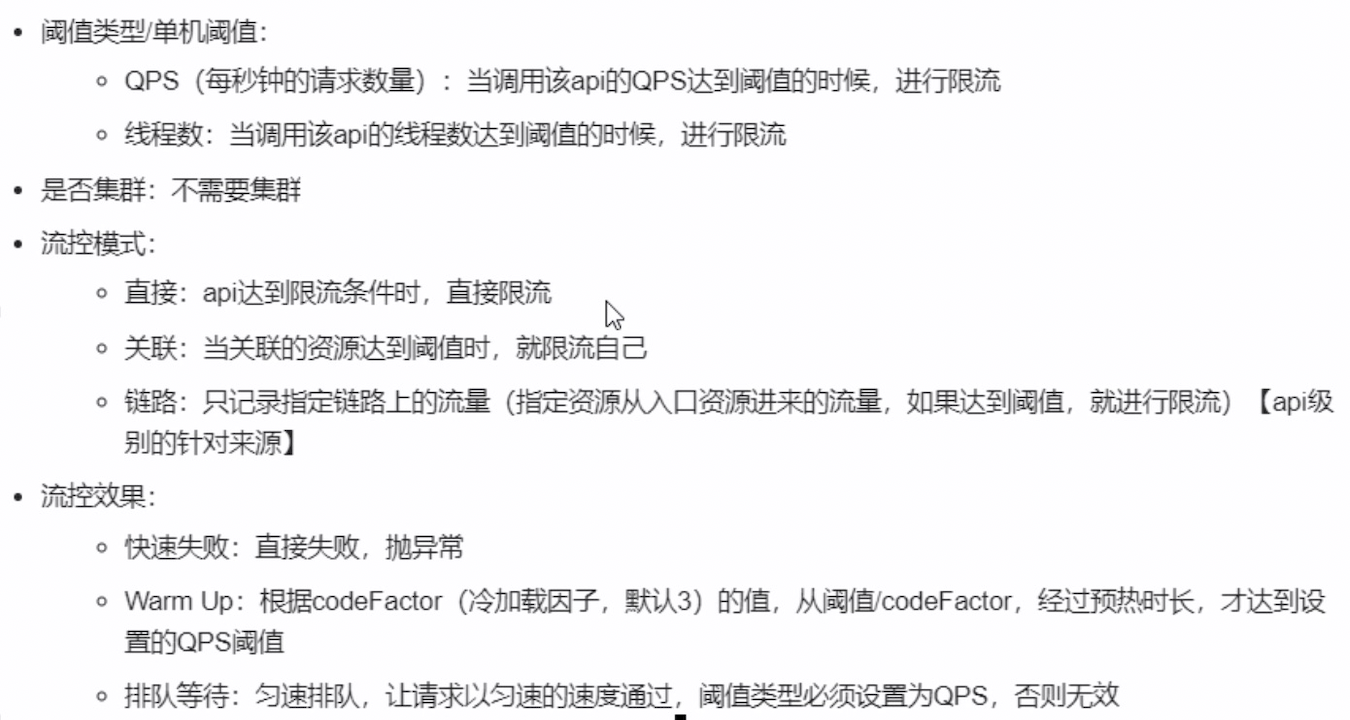 阈值类型/单机阈值：
QPS（每秒钟的请求数量）：当调用该api的QPS达到阈值的时候，进行限流
线程数：当调用该api的线程数达到阈值的时候，进行限流
是否集群：不需要集群
流控模式：
直接：api达到限流条件时，直接限流
关联：当关联的资源达到阈值时，就限流自己
链路：只记录指定链路上的流量（指定资源从入口资源进来的流量，如果达到阈值，就进行限流）【api级
别的针对来源】
流控效果：
快速失败：直接失败，抛异常
Warm Up：根据codeFactor（冷加载因子，默认3）的值，从阈值/codeFactor，经过预热时长，才达到设
置的QPS阈值
排队等待：匀速排队，让请求以匀速的速度通过，阈值类型必须设置为QPS，否则无效